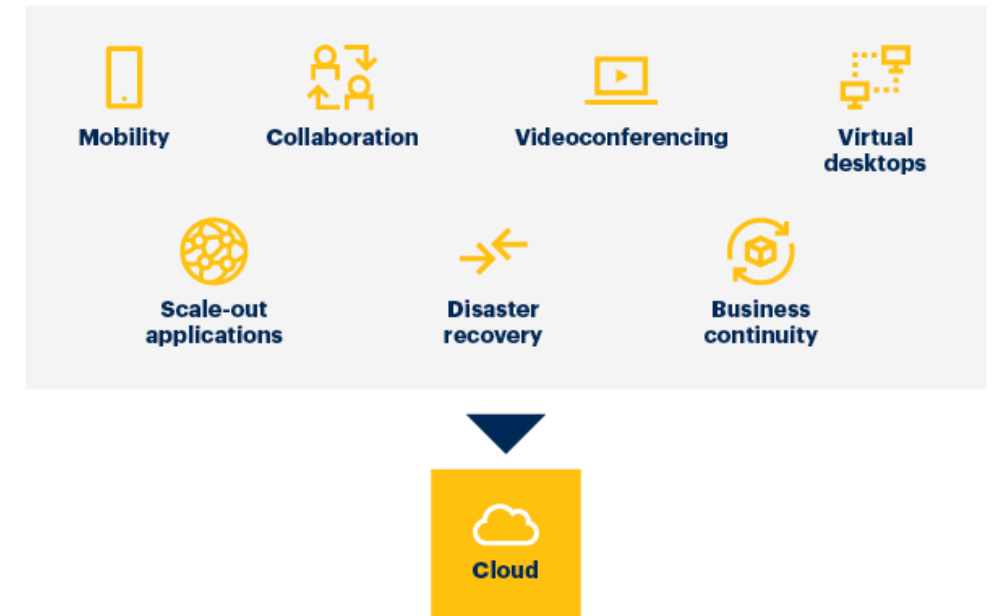 Mobility
Collaboration
Videoconferencing
Virtual
desktops
Scale-out
applications
Disaster
recovery
Business
continuity
Cloud